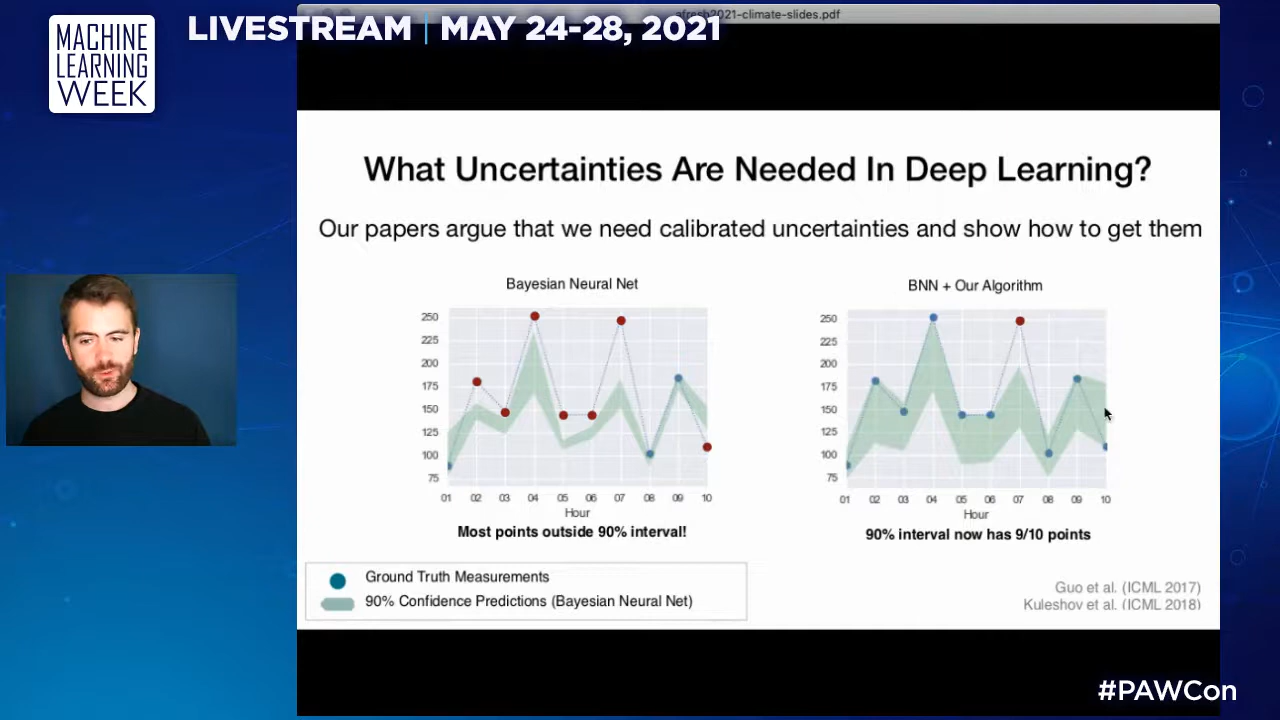 afresh2021-climate-slides.pdf
LIVESTREAM | MAY 24-28, 2021
MACHINE
LEARNING
WEEK
What Uncertainties Are Needed In Deep Learning?
Our papers argue that we need calibrated uncertainties and show how to get them
Bayesian Neural Net
250
225
200
175
150
125
100
75
01 02 03 04 05 06 07 08 09 10
Hour
Most points outside 90% interval!
BNN + Our Algorithm
250
225
200
175
150
125
100
75
01 02 03 04 05 06 07 08 09 10
Hour
90% interval now has 9/10 points
Ground Truth Measurements
90% Confidence Predictions (Bayesian Neural Net)
Guo et al. (ICML 2017)
Kuleshov et al. (ICML 2018)
#PAWCon